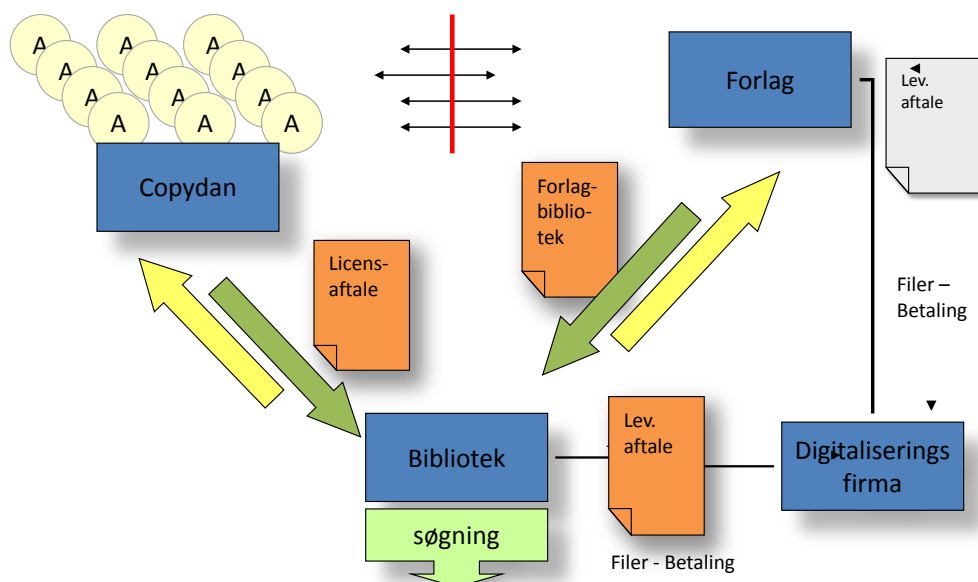 A A A
A A A
A A A
A A A
Copydan
Forlag
Lev.
aftale
Forlag-
biblio-
tek
Licens-
aftale
Filer –
Betaling
Bibliotek
Lev.
aftale
Digitaliserings
firma
søgning
Filer - Betaling